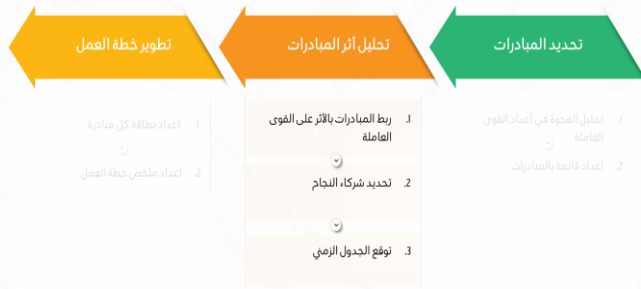 تحديد المبادرات
تحليل أثر المبادرات
تطوير خطة العمل
1. تحليل الفجوة في أعداد القوى
العاملة
2. اعداد قائمة بالمبادرات
1. ربط المبادرات بالأثر على القوى
العاملة
2. تحديد شركاء النجاح
3. توقع الجدول الزمني
1. اعداد بطاقة كل مبادرة
2. اعداد ملخص خطة العمل